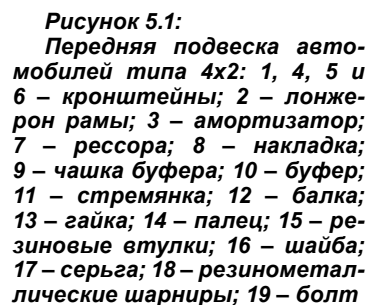 Рисунок 5.1:
Передняя подвеска авто-
мобилей типа 4х2: 1, 4, 5 и
6 – кронштейны; 2 – лонже-
рон рамы; 3 – амортизатор;
7 – рессора; 8 – накладка;
9 – чашка буфера; 10 – буфер;
11 – стремянка; 12 – балка;
13 – гайка; 14 – палец; 15 – ре-
зиновые втулки; 16 – шайба;
17 – серьга; 18 – резинометал-
лические шарниры; 19 – болт